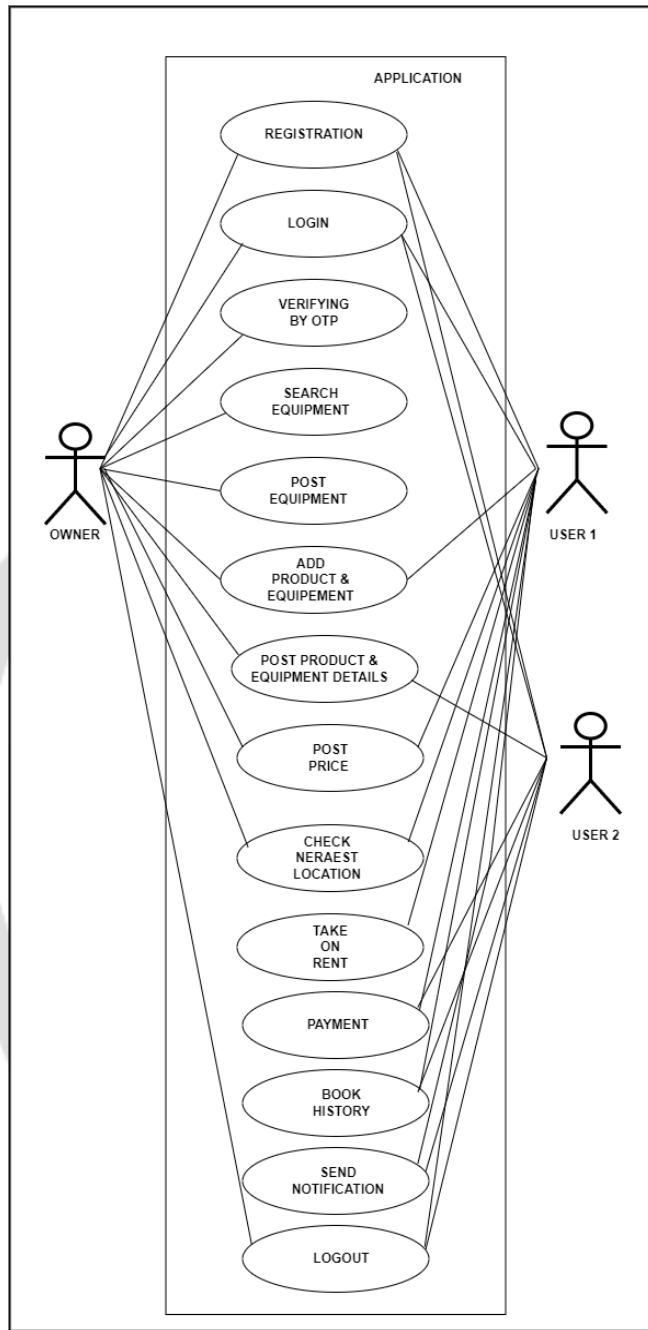 APPLICATION
REGISTRATION
LOGIN
VERIFYING
BY OTP
SEARCH
EQUIPMENT
POST
EQUIPMENT
OWNER
USER 1
ADD
PRODUCT &
EQUIPEMENT
POST PRODUCT &
EQUIPMENT DETAILS
POST
PRICE
USER 2
CHECK
NERAEST
LOCATION
TAKE
ON
RENT
PAYMENT
BOOK
HISTORY
SEND
NOTIFICATION
LOGOUT